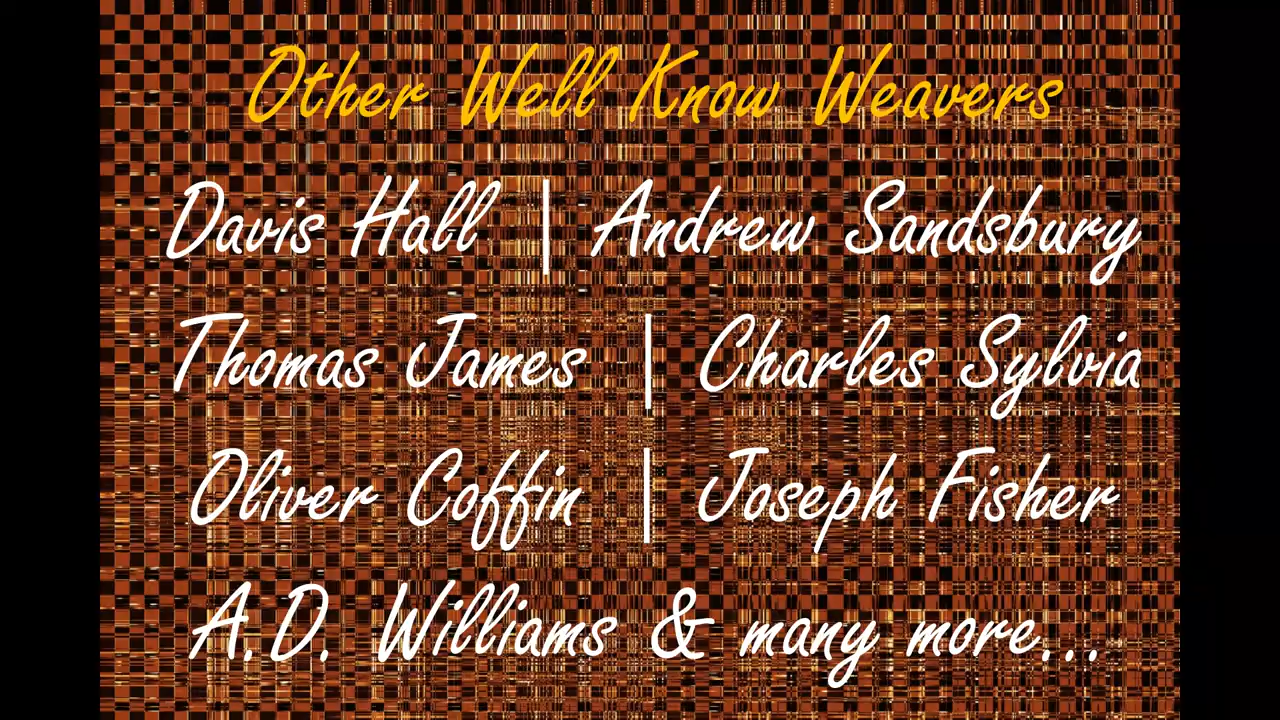 Other Well Know Weavers
Davis Hall | Andrew Sandsbury
Thomas James | Charles Sylvia
Oliver Coffin | Joseph Fisher
A.D. Williams & many more...